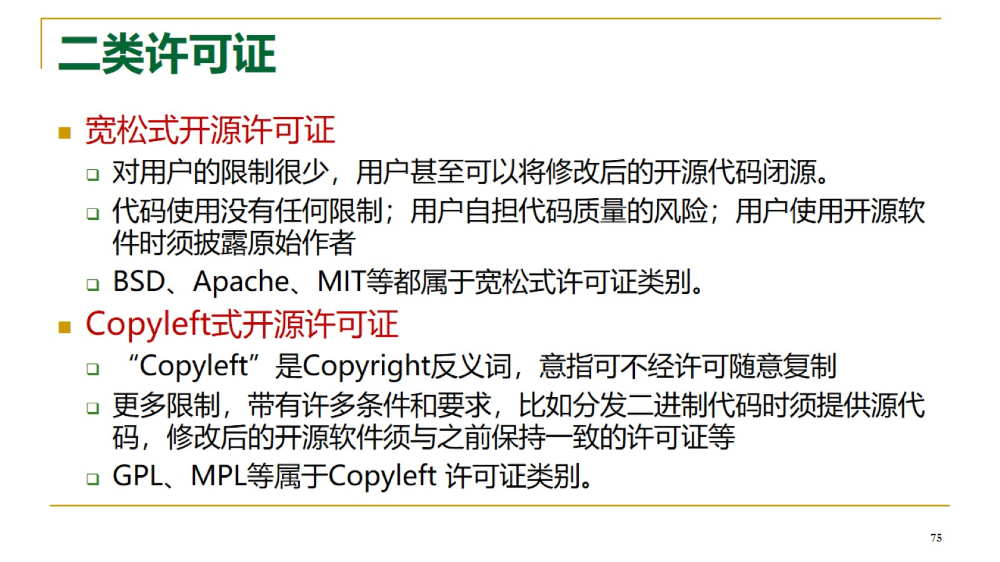 二类许可证
宽松式开源许可证
对用户的限制很少，用户甚至可以将修改后的开源代码闭源。
代码使用没有任何限制；用户自担代码质量的风险；用户使用开源软
件时须披露原始作者
BSD、Apache、MIT等都属于宽松式许可证类别。
Copyleft式开源许可证
“Copyleft”是Copyright反义词，意指可不经许可随意复制
更多限制，带有许多条件和要求，比如分发二进制代码时须提供源代
码，修改后的开源软件须与之前保持一致的许可证等
GPL、MPL等属于Copyleft 许可证类别。
75